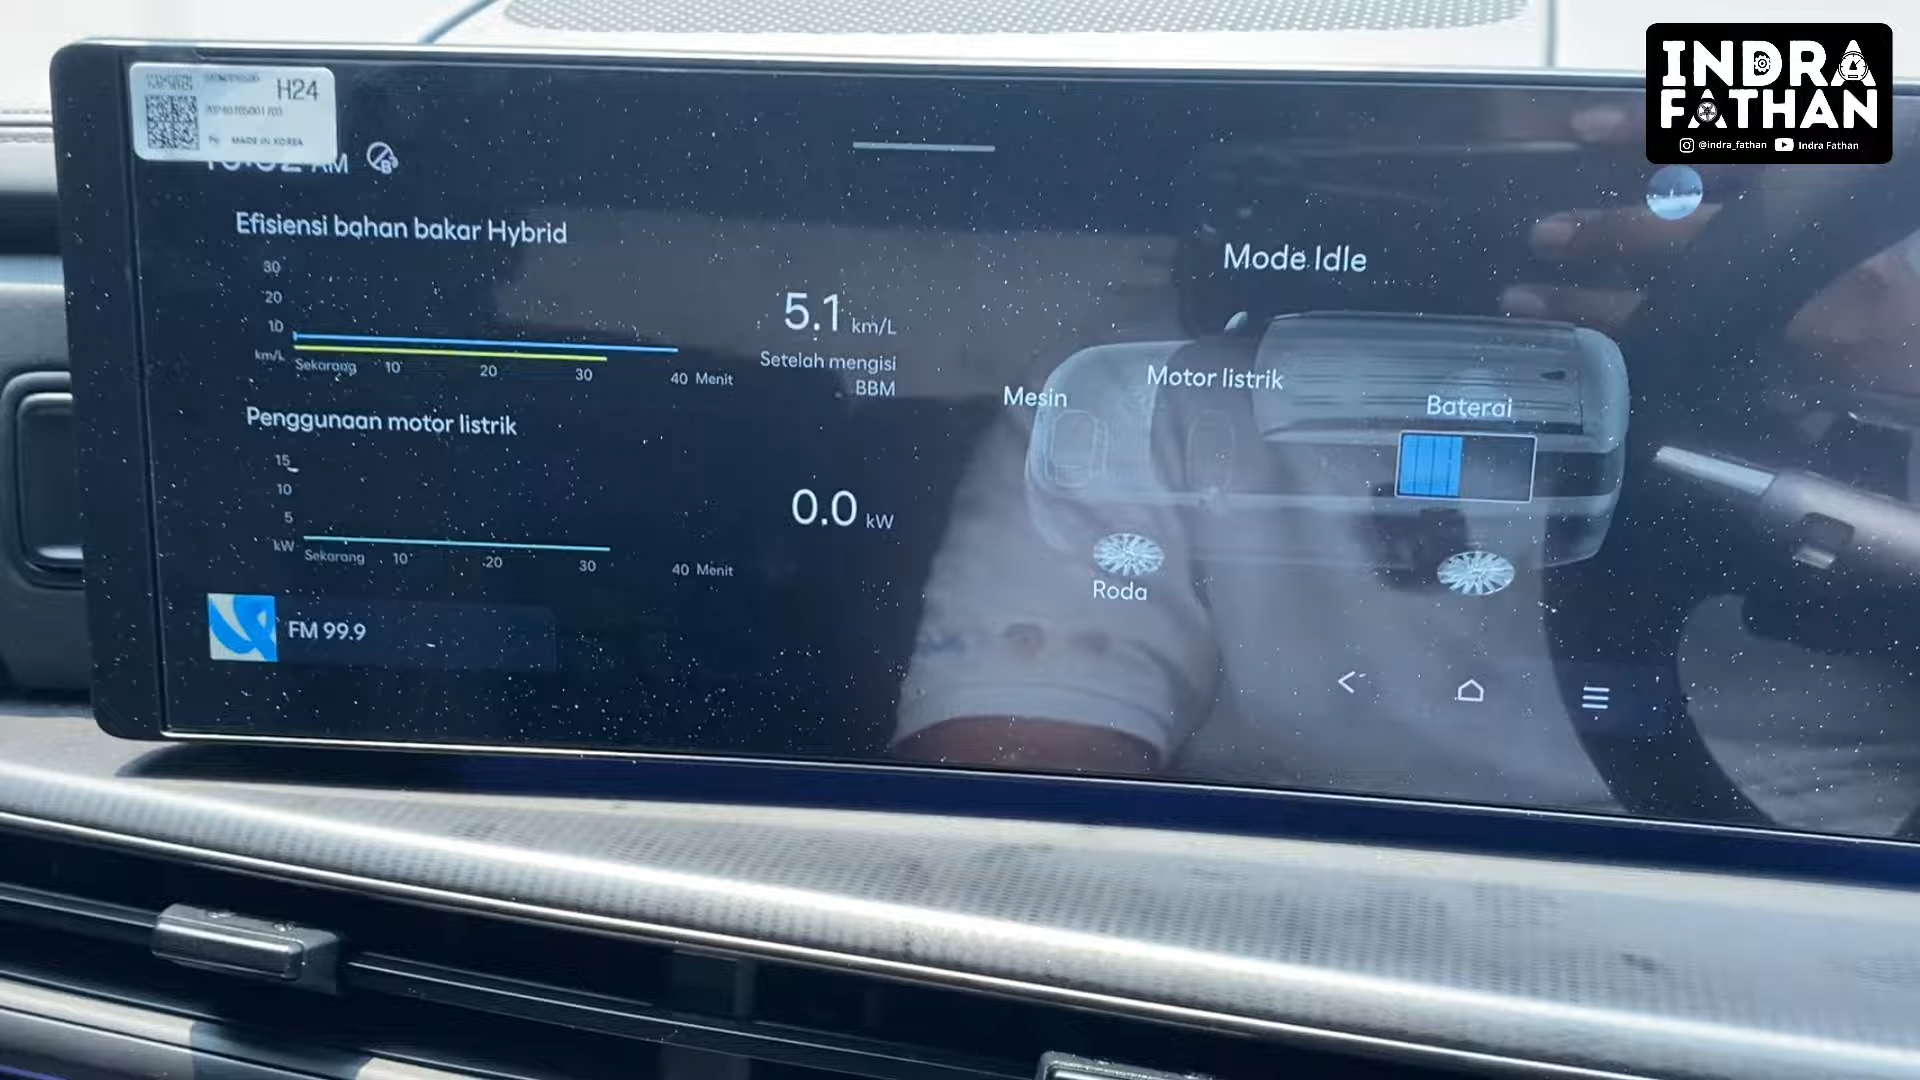 INDRA
FATHAN
@indra_fathan Indra Fathan
H24
MADE IN KOREA
AM
Efisiensi bahan bakar Hybrid
30
20
10
km/L
Sekarang 10 20 30 40 Menit
5.1 km/L
Setelah mengisi
BBM
Penggunaan motor listrik
15
10
5
kW
Sekarang 10 20 30 40 Menit
0.0 kW
FM 99.9
Mode Idle
Mesin
Motor listrik
Baterai
Roda